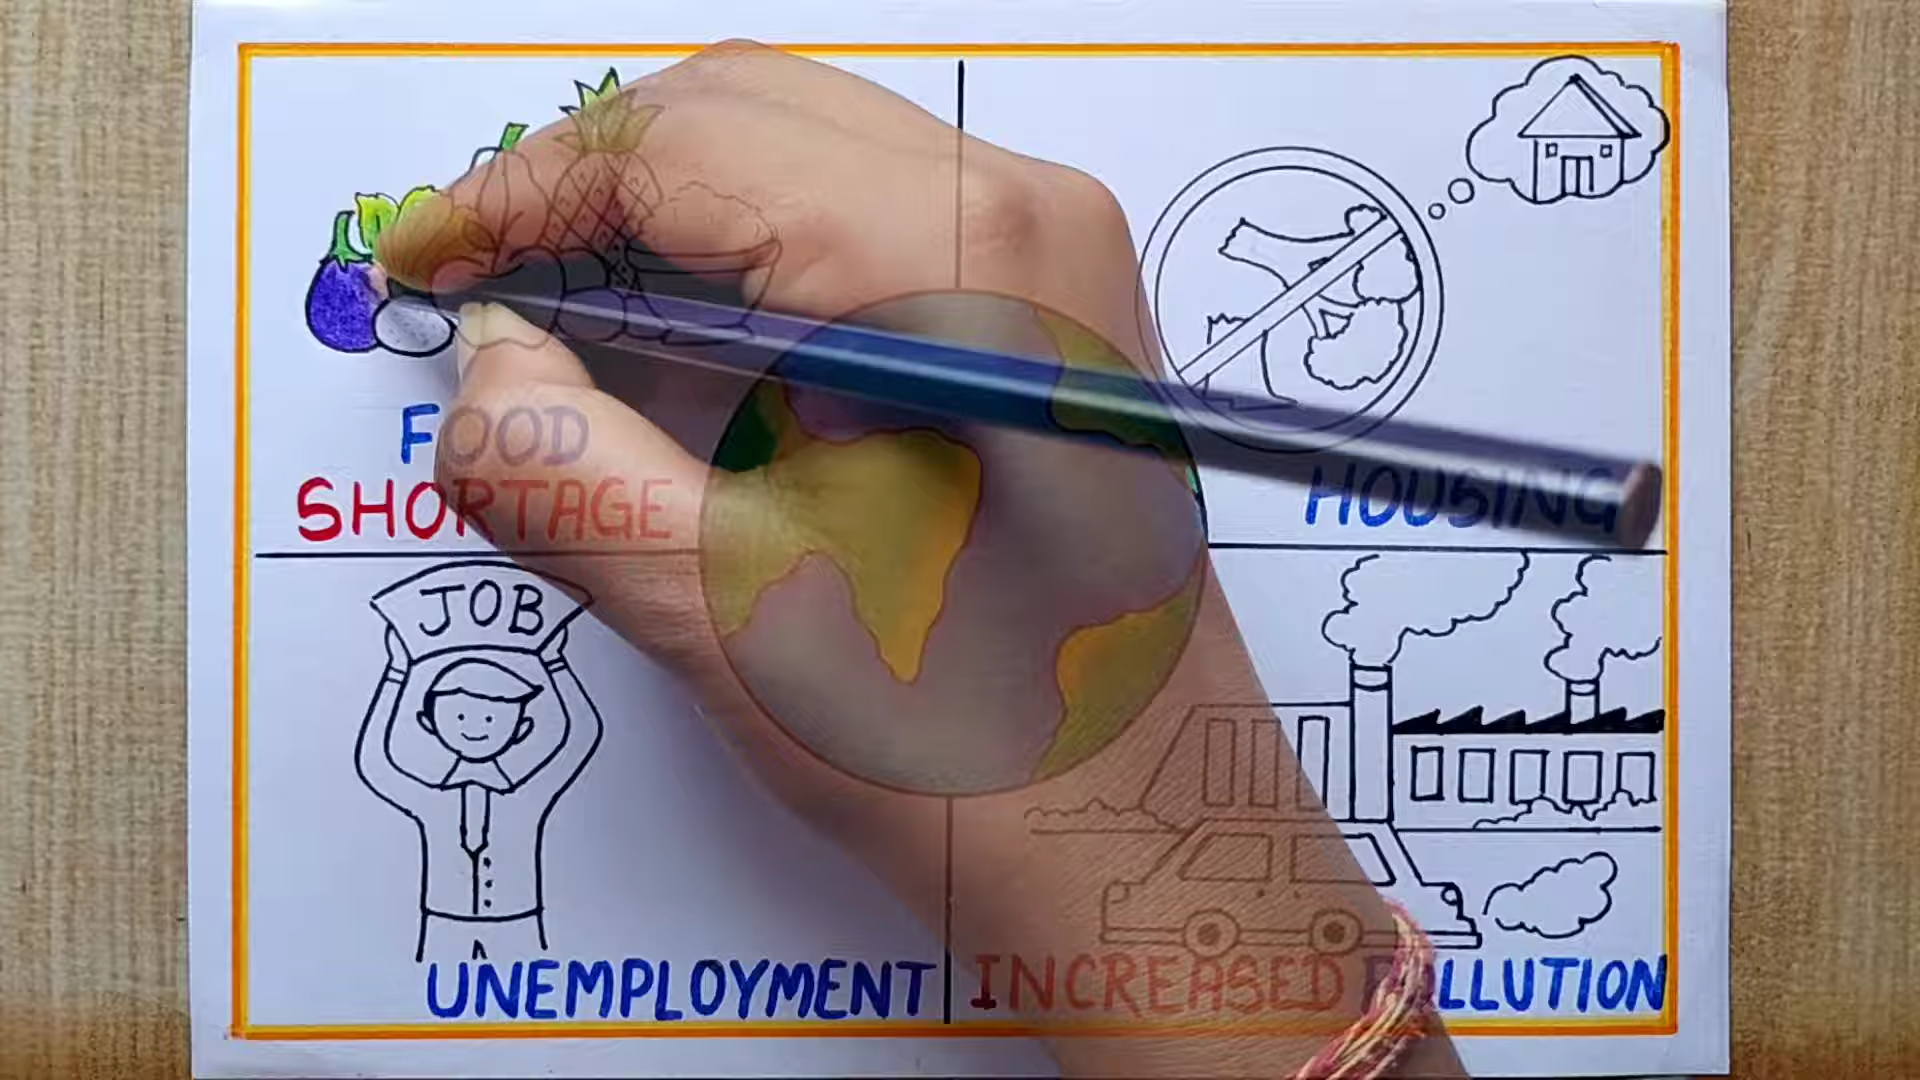 FOOD
SHORTAGE
HOUSING
JOB
UNEMPLOYMENT
INCREASED POLLUTION